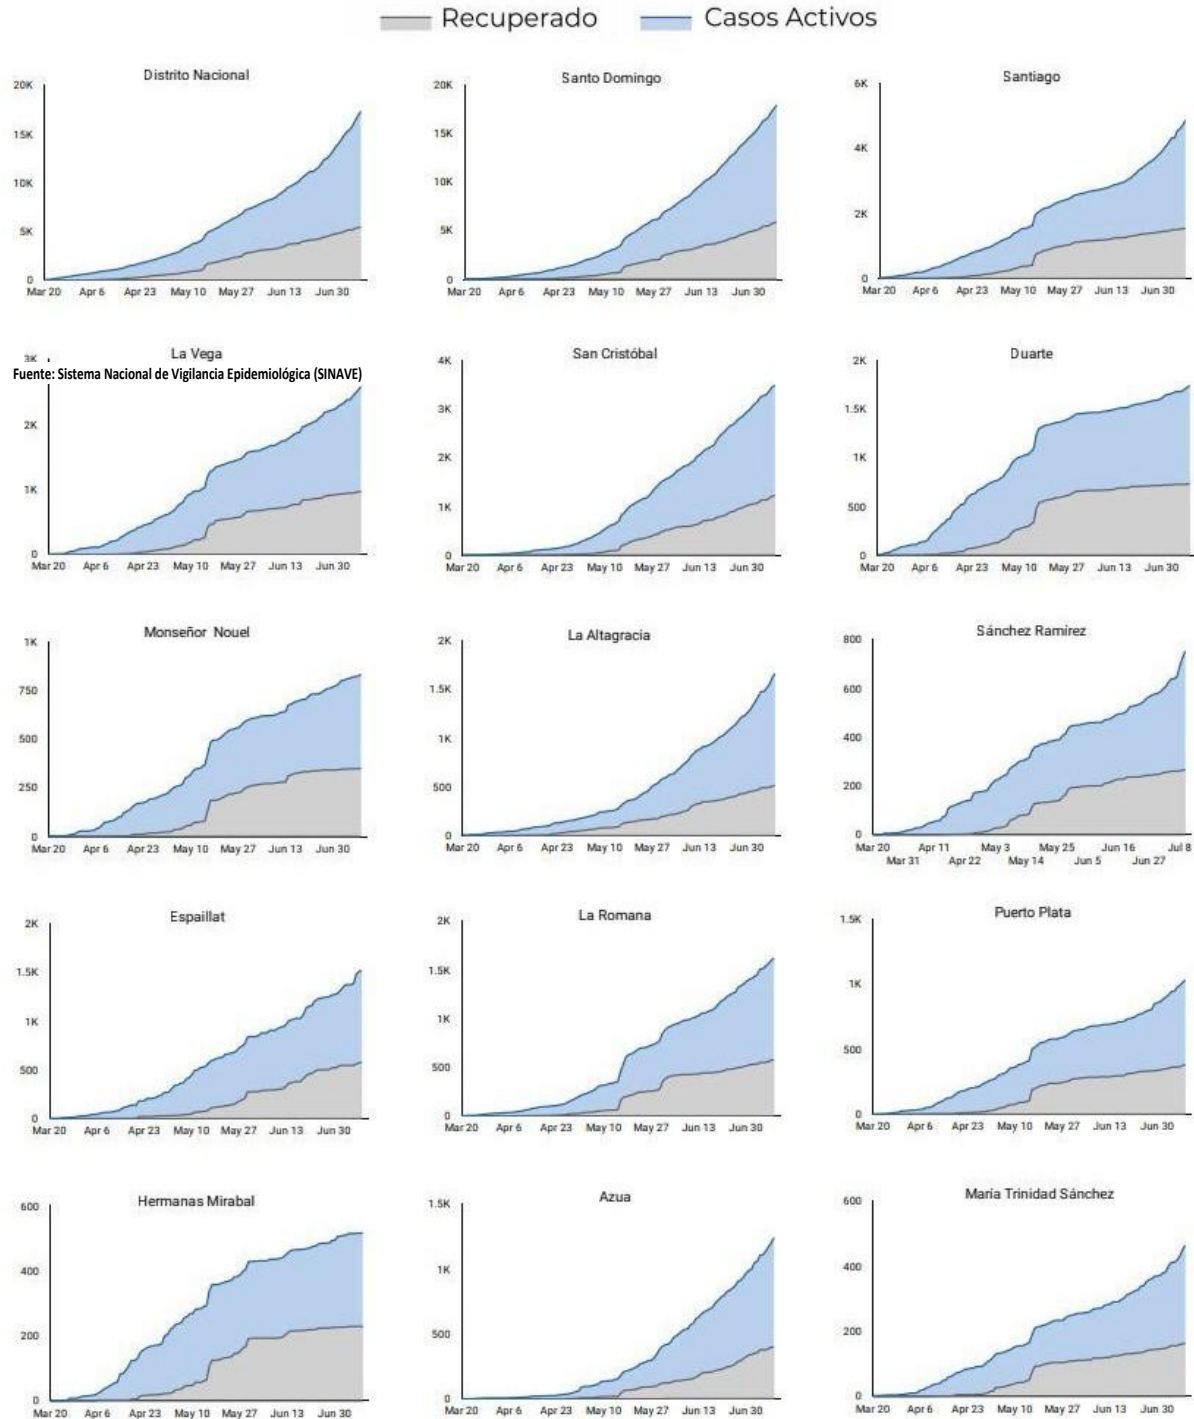 Recuperado Casos Activos
Distrito Nacional
20K
15K
10K
5K
0
Mar 20 Apr 6 Apr 23 May 10 May 27 Jun 13 Jun 30
Santo Domingo
20K
15K
10K
5K
0
Mar 20 Apr 6 Apr 23 May 10 May 27 Jun 13 Jun 30
Santiago
6K
4K
2K
0
Mar 20 Apr 6 Apr 23 May 10 May 27 Jun 13 Jun 30
La Vega
3K
Fuente: Sistema Nacional de Vigilancia Epidemiológica (SINAVE)
2K
1K
0
Mar 20 Apr 6 Apr 23 May 10 May 27 Jun 13 Jun 30
San Cristóbal
4K
3K
2K
1K
0
Mar 20 Apr 6 Apr 23 May 10 May 27 Jun 13 Jun 30
Duarte
2K
1.5K
1K
500
0
Mar 20 Apr 6 Apr 23 May 10 May 27 Jun 13 Jun 30
Monseñor Nouel
1K
750
500
250
0
Mar 20 Apr 6 Apr 23 May 10 May 27 Jun 13 Jun 30
La Altagracia
2K
1.5K
1K
500
0
Mar 20 Apr 6 Apr 23 May 10 May 27 Jun 13 Jun 30
Sánchez Ramírez
800
600
400
200
0
Mar 20 Apr 11 May 3 May 25 Jun 16 Jul 8
Mar 31 Apr 22 May 14 Jun 5 Jun 27
Espaillat
2K
1.5K
1K
500
0
Mar 20 Apr 6 Apr 23 May 10 May 27 Jun 13 Jun 30
La Romana
2K
1.5K
1K
500
0
Mar 20 Apr 6 Apr 23 May 10 May 27 Jun 13 Jun 30
Puerto Plata
1.5K
1K
500
0
Mar 20 Apr 6 Apr 23 May 10 May 27 Jun 13 Jun 30
Hermanas Mirabal
600
400
200
0
Mar 20 Apr 6 Apr 23 May 10 May 27 Jun 13 Jun 30
Azua
1.5K
1K
500
0
Mar 20 Apr 6 Apr 23 May 10 May 27 Jun 13 Jun 30
María Trinidad Sánchez
600
400
200
0
Mar 20 Apr 6 Apr 23 May 10 May 27 Jun 13 Jun 30